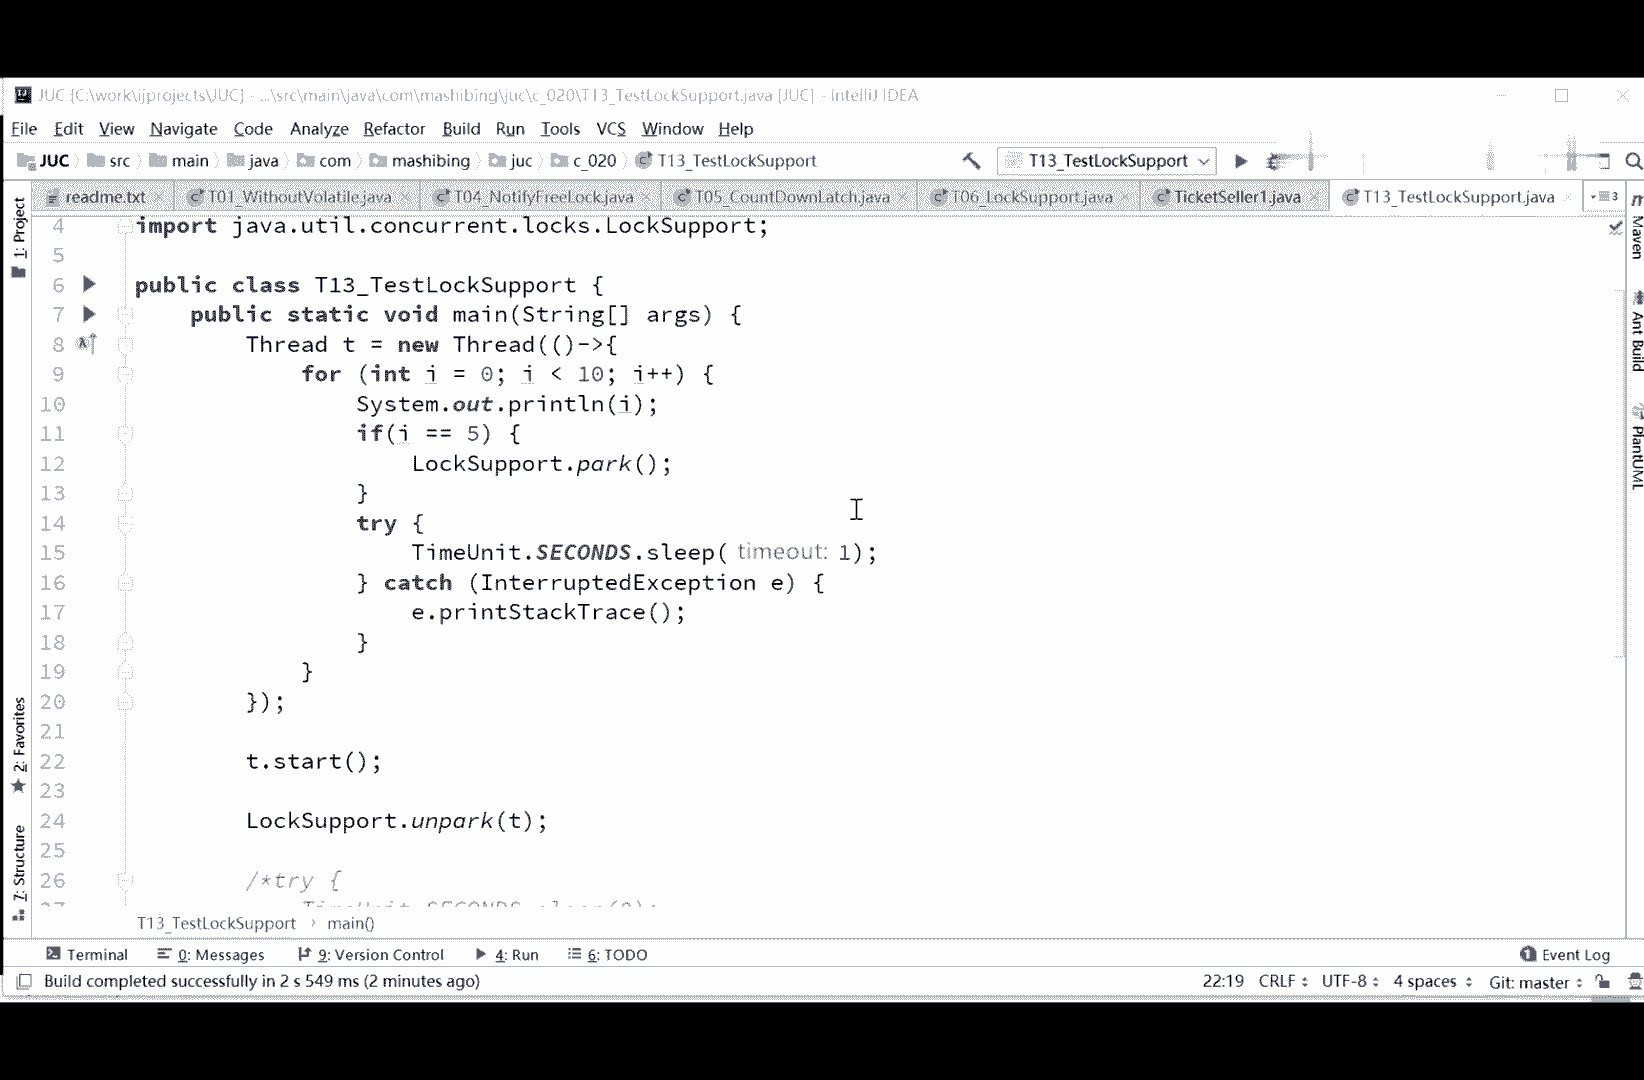 JUC [C:\work\ijprojects\JUC] - ...\src\main\java\com\mashibing\juc\c_020\T13_TestLockSupport.java [JUC] - IntelliJ IDEA
File Edit View Navigate Code Analyze Refactor Build Run Tools VCS Window Help
JUC src main java com mashibing juc c_020 T13_TestLockSupport T13_TestLockSupport
readme.txt T01_WithoutVolatile.java T04_NotifyFreeLock.java T05_CountDownLatch.java T06_LockSupport.java TicketSeller1.java T13_TestLockSupport.java
1: Project
2: Favorites
7: Structure
4 import java.util.concurrent.locks.LockSupport;
5
6 public class T13_TestLockSupport {
7 public static void main(String[] args) {
8 Thread t = new Thread(()->{
9 for (int i = 0; i < 10; i++) {
10 System.out.println(i);
11 if(i == 5) {
12 LockSupport.park();
13 }
14 try {
15 TimeUnit.SECONDS.sleep( timeout: 1);
16 } catch (InterruptedException e) {
17 e.printStackTrace();
18 }
19 }
20 });
21
22 t.start();
23
24 LockSupport.unpark(t);
25
26 /*try {
Maven
Ant Build
PlantUML
T13_TestLockSupport main()
Terminal 0: Messages 9: Version Control 4: Run 6: TODO 1 Event Log
Build completed successfully in 2 s 549 ms (2 minutes ago) 22:19 CRLF UTF-8 4 spaces Git: master